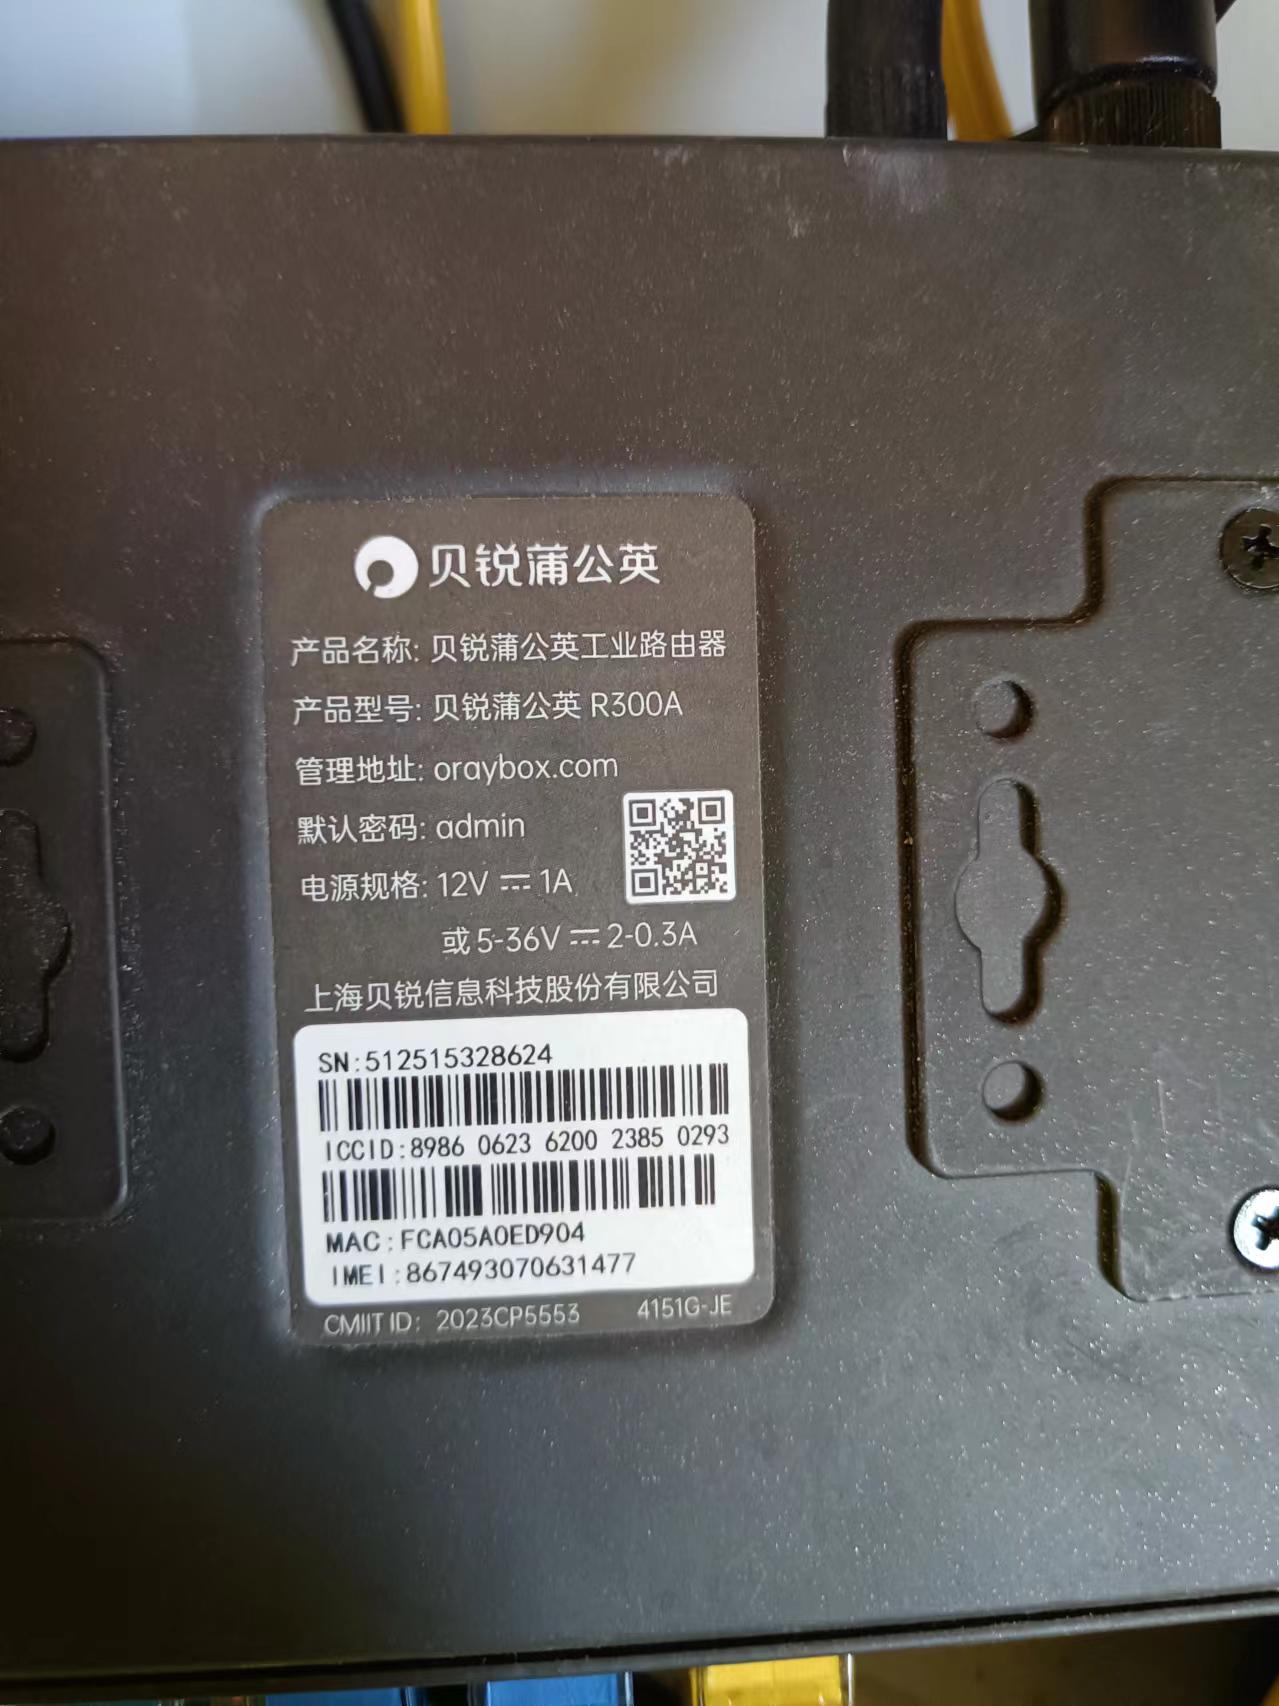 贝锐蒲公英
产品名称: 贝锐蒲公英工业路由器
产品型号: 贝锐蒲公英 R300A
管理地址: oraybox.com
默认密码: admin
电源规格: 12V ⎓ 1A
或 5-36V ⎓ 2-0.3A
上海贝锐信息科技股份有限公司
SN:512515328624
ICCID:8986 0623 6200 2385 0293
MAC:FCA05A0ED904
IMEI:867493070631477
CMIIT ID: 2023CP5553 4151G-JE